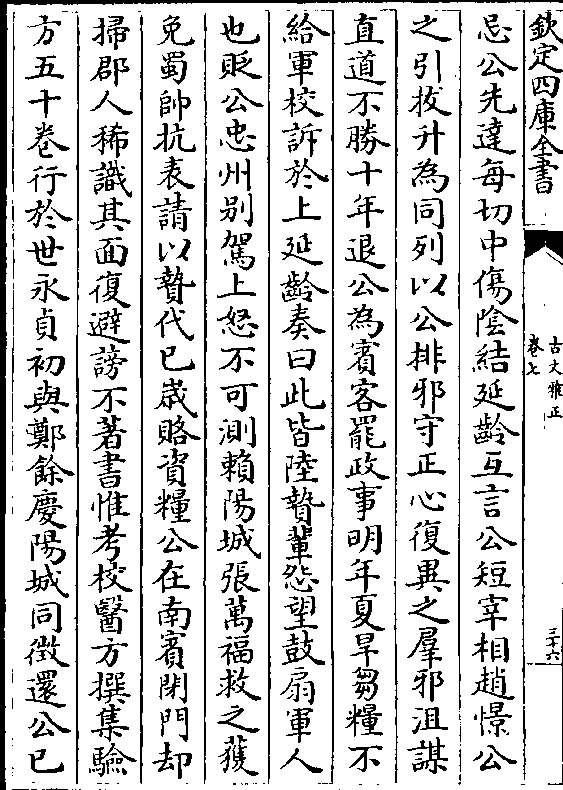 欽定四庫全書
古文雅正
卷七
三十六
忌公先達每切中傷陰結延齡互言公短宰相趙憬公
之引拔升為同列以公排邪守正心復異之羣邪沮謀
直道不勝十年退公為賓客罷政事明年夏旱芻糧不
給軍校訴於上延齡奏曰此皆陸贄輩怨望鼓扇軍人
也貶公忠州别駕上怒不可測賴陽城張萬福救之獲
免蜀帥抗表請以贄代已歲賂資糧公在南賓閉門却
掃郡人稀識其面復避謗不著書惟考校醫方撰集驗
方五十卷行於世永貞初與鄭餘慶陽城同徵還公已